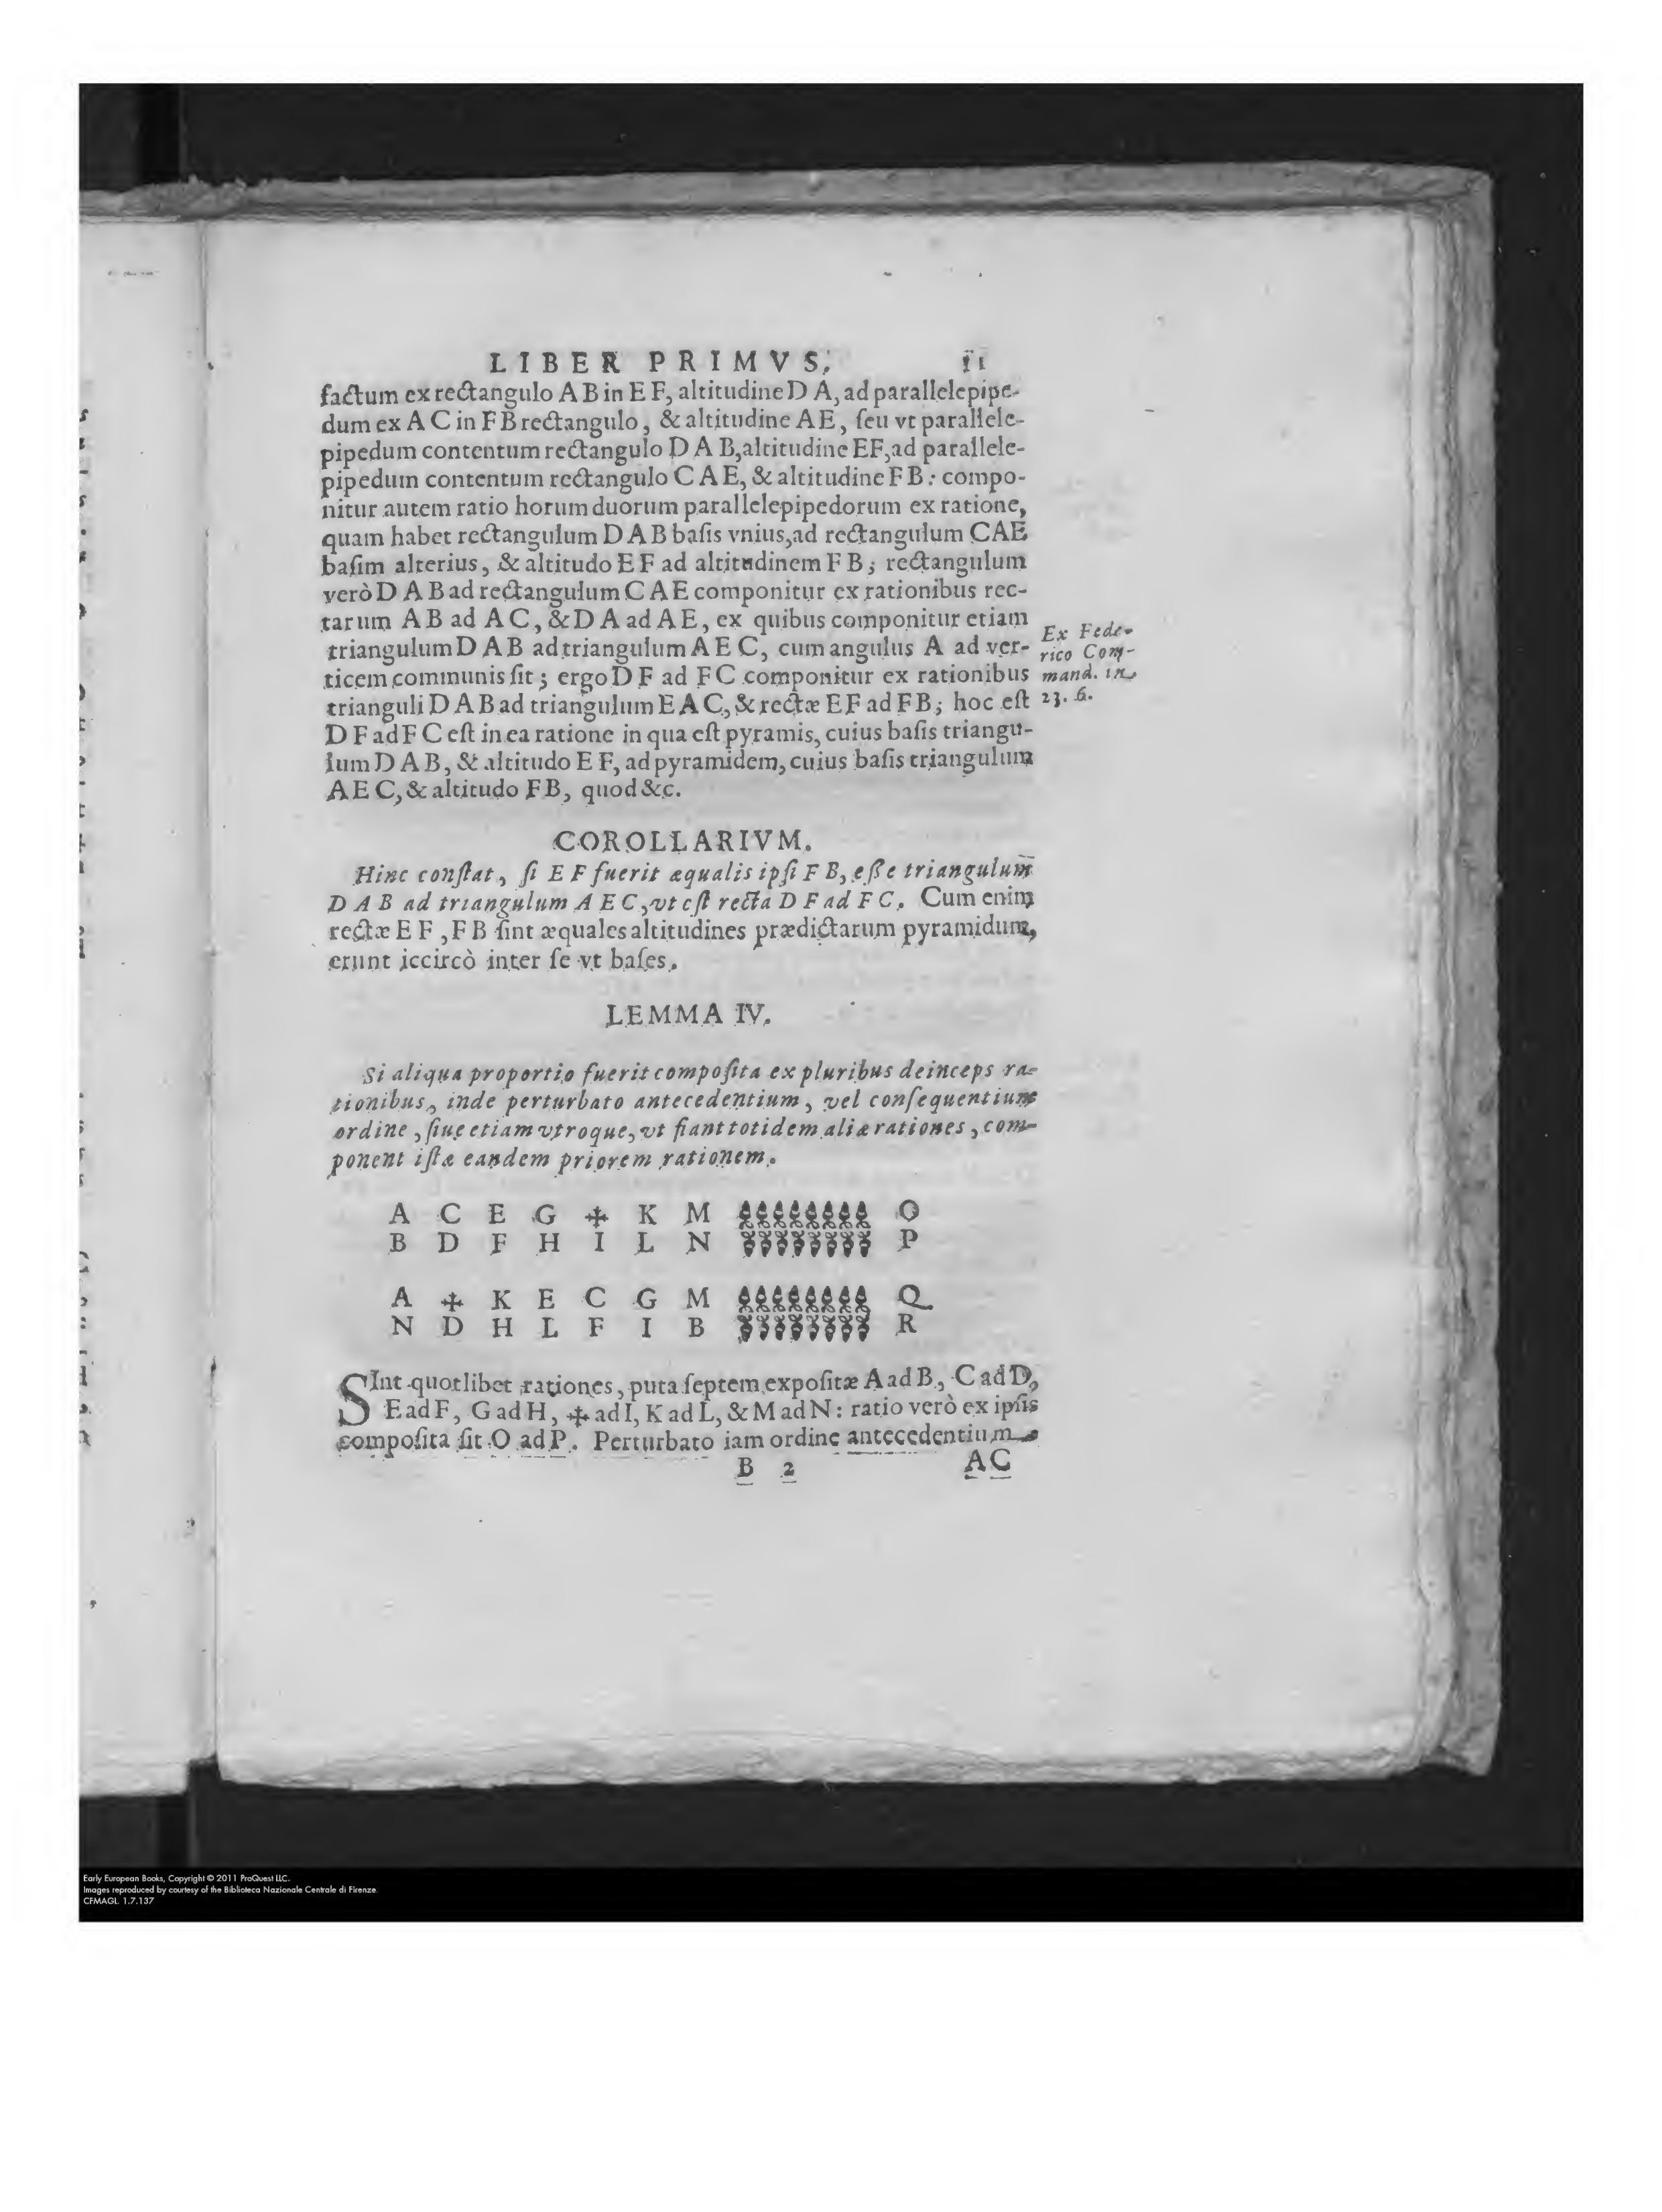 LIBER PRIMVS. 11
factum ex rectangulo A B in E F, altitudine D A, ad parallelepipe-
dum ex A C in F B rectangulo, & altitudine A E, ſeu vt parallele-
pipedum contentum rectangulo D A B, altitudine EF, ad parallele-
pipedum contentum rectangulo C A E, & altitudine F B: compo-
nitur autem ratio horum duorum parallelepipedorum ex ratione,
quam habet rectangulum D A B baſis vnius, ad rectangulum CAE
baſim alterius, & altitudo E F ad altitudinem F B; rectangulum
verò D A B ad rectangulum C A E componitur ex rationibus rec-
tarum A B ad A C, & D A ad A E, ex quibus componitur etiam
triangulum D A B ad triangulum A E C, cum angulus A ad ver-
ticem communis ſit; ergo D F ad F C componitur ex rationibus
trianguli D A B ad triangulum E A C, & rectæ E F ad F B; hoc eſt
D F ad F C eſt in ea ratione in qua eſt pyramis, cuius baſis triangu-
lum D A B, & altitudo E F, ad pyramidem, cuius baſis triangulum
A E C, & altitudo F B, quod &c.
Ex Fede-
rico Com-
mand. in
23. 6.
COROLLARIVM.
Hinc conſtat, ſi E F fuerit æqualis ipſi F B, eſſe triangulum
D A B ad triangulum A E C, vt eſt recta D F ad F C. Cum enim
rectæ E F, F B ſint æquales altitudines prædictarum pyramidum,
erunt iccircò inter ſe vt baſes.
LEMMA IV.
Si aliqua proportio fuerit compoſita ex pluribus deinceps ra-
tionibus, inde perturbato antecedentium, vel conſequentium
ordine, ſiue etiam vtroque, vt fiant totidem aliæ rationes, com-
ponent iſtæ eandem priorem rationem.
A C E G ✠ K M O
B D F H I L N P
A ✠ K E C G M Q
N D H L F I B R
SInt quotlibet rationes, puta ſeptem expoſitæ A ad B, C ad D,
E ad F, G ad H, ✠ ad I, K ad L, & M ad N: ratio verò ex ipſis
compoſita ſit O ad P. Perturbato iam ordine antecedentium
B 2 A C
Early European Books, Copyright © 2011 ProQuest LLC.
Images reproduced by courtesy of the Biblioteca Nazionale Centrale di Firenze.
CFMAGL 1.7.137